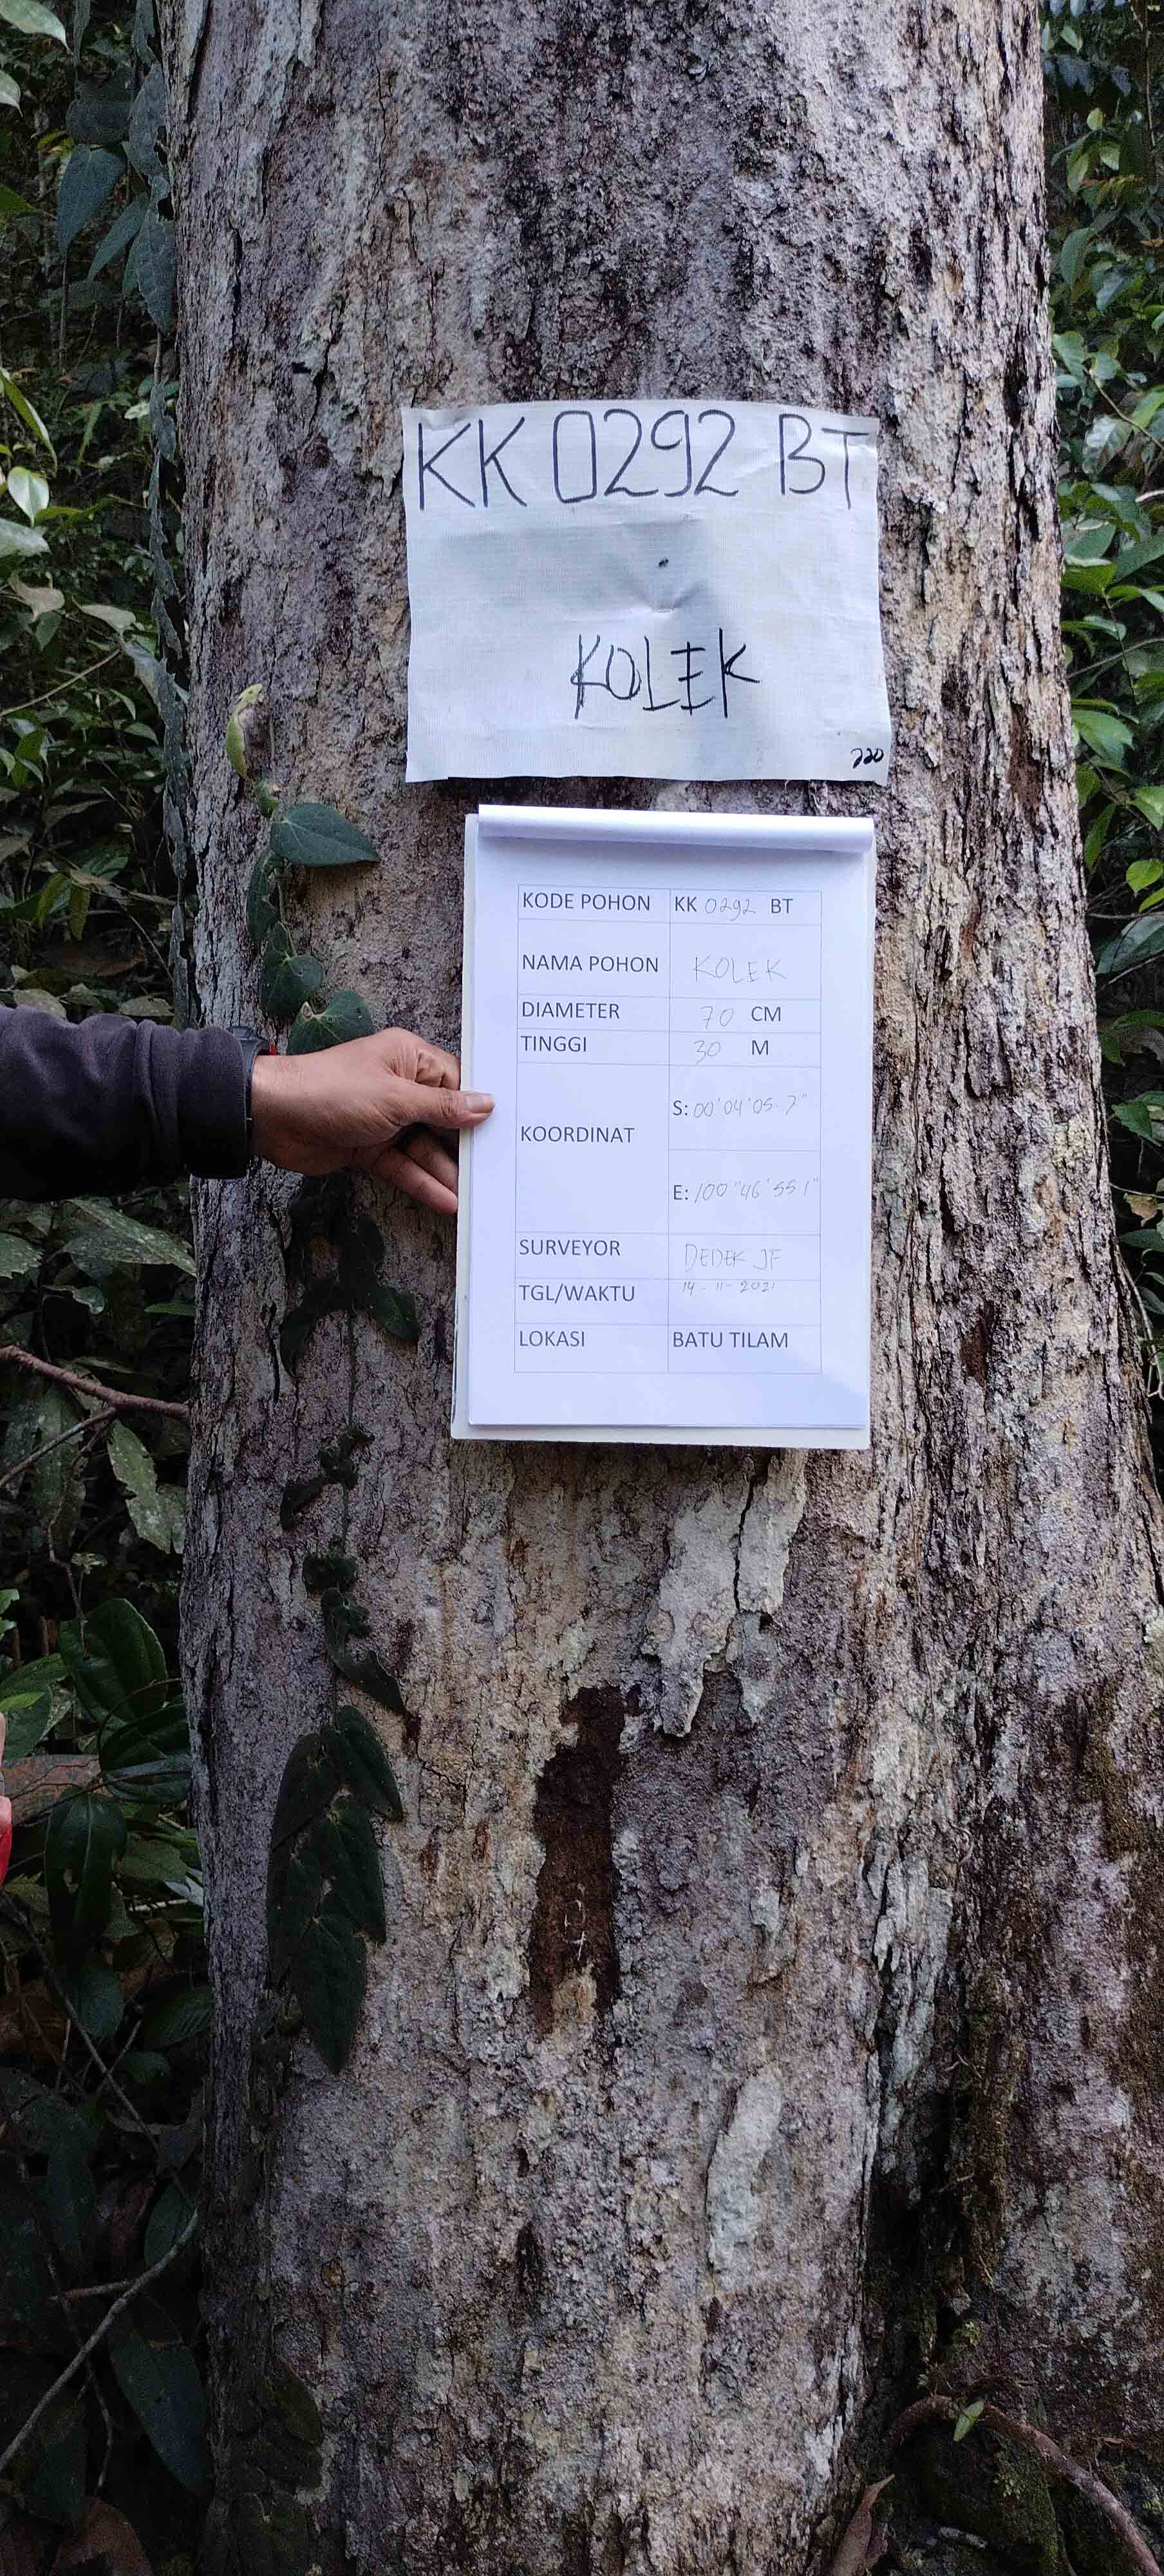 KK 0292 BT
KOLEK
220
KODE POHON KK 0292 BT
NAMA POHON KOLEK
DIAMETER 70 CM
TINGGI 30 M
KOORDINAT
S: 00'04'05.7"
E: 100"46'55 1"
SURVEYOR DEDEK JF
TGL/WAKTU 14-11-2021
LOKASI BATU TILAM